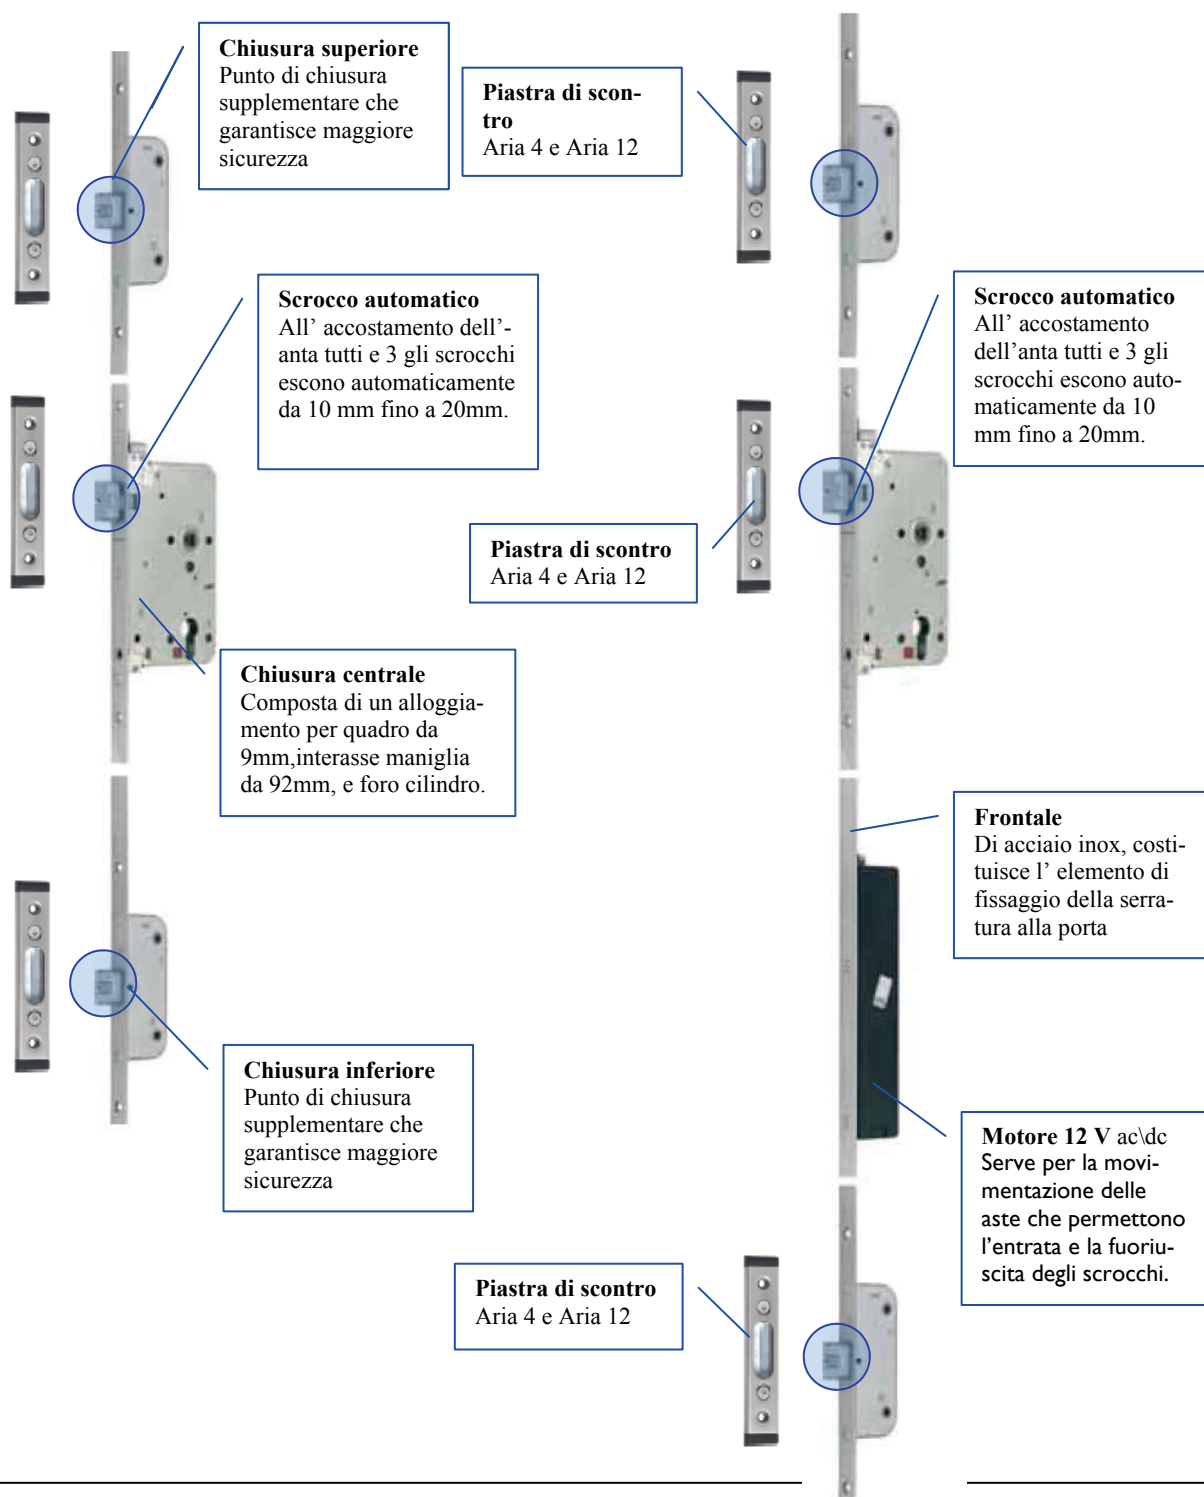 Chiusura superiore
Punto di chiusura
supplementare che
garantisce maggiore
sicurezza
Piastra di scon-
tro
Aria 4 e Aria 12
Scrocco automatico
All’ accostamento dell’-
anta tutti e 3 gli scrocchi
escono automaticamente
da 10 mm fino a 20mm.
Scrocco automatico
All’ accostamento
dell’anta tutti e 3 gli
scrocchi escono auto-
maticamente da 10
mm fino a 20mm.
Piastra di scontro
Aria 4 e Aria 12
Chiusura centrale
Composta di un alloggia-
mento per quadro da
9mm,interasse maniglia
da 92mm, e foro cilindro.
Frontale
Di acciaio inox, costi-
tuisce l’ elemento di
fissaggio della serra-
tura alla porta
Chiusura inferiore
Punto di chiusura
supplementare che
garantisce maggiore
sicurezza
Motore 12 V ac\dc
Serve per la movi-
mentazione delle
aste che permettono
l’entrata e la fuoriu-
scita degli scrocchi.
Piastra di scontro
Aria 4 e Aria 12